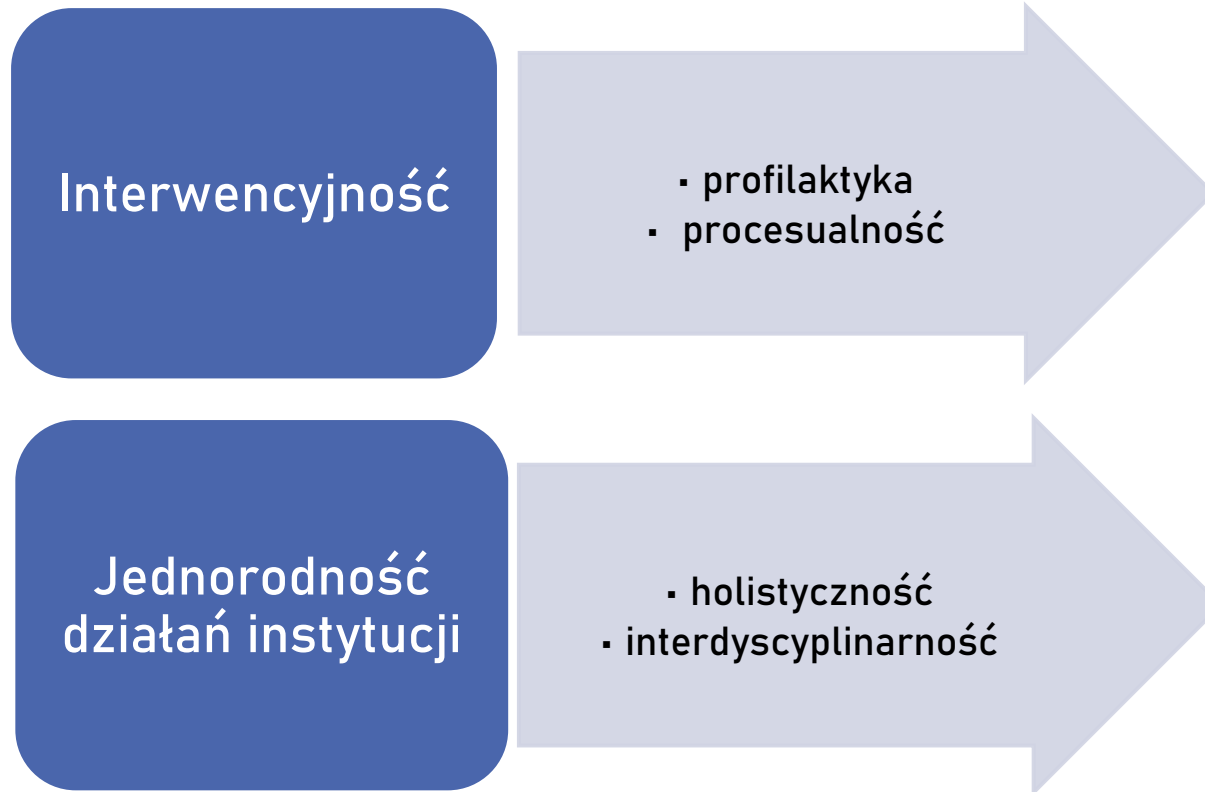 Interwencyjność
▪ profilaktyka
▪ procesualność
Jednorodność
działań instytucji
▪ holistyczność
▪ interdyscyplinarność